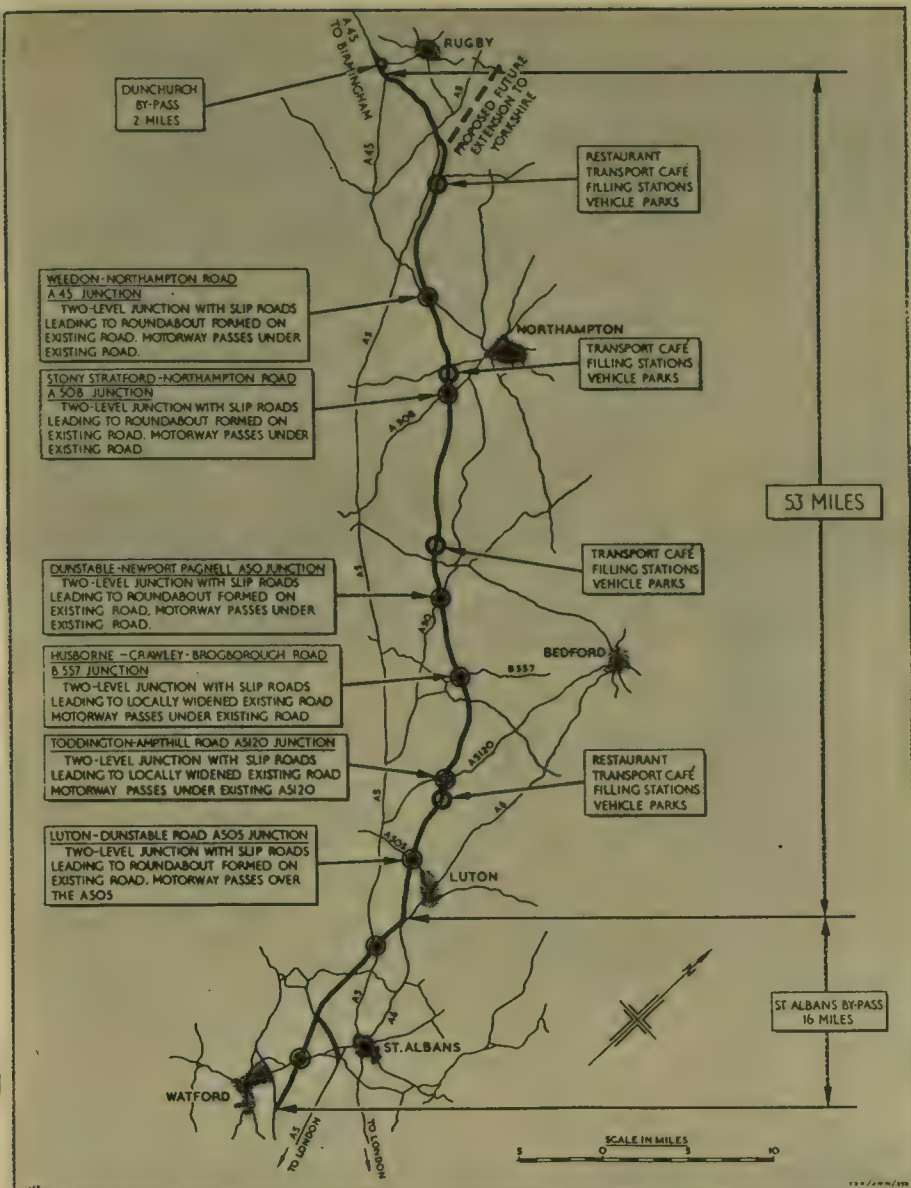 A45
TO BIRMINGHAM
RUGBY
DUNCHURCH
BY-PASS
2 MILES
A5
PROPOSED FUTURE
EXTENSION TO
YORKSHIRE
A45
RESTAURANT
TRANSPORT CAFÉ
FILLING STATIONS
VEHICLE PARKS
WEEDON-NORTHAMPTON ROAD
A 45 JUNCTION
TWO-LEVEL JUNCTION WITH SLIP ROADS
LEADING TO ROUNDABOUT FORMED ON
EXISTING ROAD. MOTORWAY PASSES UNDER
EXISTING ROAD.
A5
NORTHAMPTON
TRANSPORT CAFÉ
FILLING STATIONS
VEHICLE PARKS
STONY STRATFORD-NORTHAMPTON ROAD
A 508 JUNCTION
TWO-LEVEL JUNCTION WITH SLIP ROADS
LEADING TO ROUNDABOUT FORMED ON
EXISTING ROAD. MOTORWAY PASSES UNDER
EXISTING ROAD
A 508
53 MILES
TRANSPORT CAFÉ
FILLING STATIONS
VEHICLE PARKS
DUNSTABLE-NEWPORT PAGNELL A50 JUNCTION
TWO-LEVEL JUNCTION WITH SLIP ROADS
LEADING TO ROUNDABOUT FORMED ON
EXISTING ROAD. MOTORWAY PASSES UNDER
EXISTING ROAD.
A5
A50
HUSBORNE-CRAWLEY-BROGBOROUGH ROAD
B 557 JUNCTION
TWO-LEVEL JUNCTION WITH SLIP ROADS
LEADING TO LOCALLY WIDENED EXISTING ROAD
MOTORWAY PASSES UNDER EXISTING ROAD
B 557
BEDFORD
TODDINGTON-AMPTHILL ROAD A5120 JUNCTION
TWO-LEVEL JUNCTION WITH SLIP ROADS
LEADING TO LOCALLY WIDENED EXISTING ROAD
MOTORWAY PASSES UNDER EXISTING A5120
A5120
A5
A6
RESTAURANT
TRANSPORT CAFÉ
FILLING STATIONS
VEHICLE PARKS
LUTON-DUNSTABLE ROAD A505 JUNCTION
TWO-LEVEL JUNCTION WITH SLIP ROADS
LEADING TO ROUNDABOUT FORMED ON
EXISTING ROAD. MOTORWAY PASSES OVER
THE A505
A505
LUTON
N
ST ALBANS BY-PASS
16 MILES
A5
A6
ST. ALBANS
WATFORD
A5
TO LONDON
TO LONDON
SCALE IN MILES
5 0 5 10